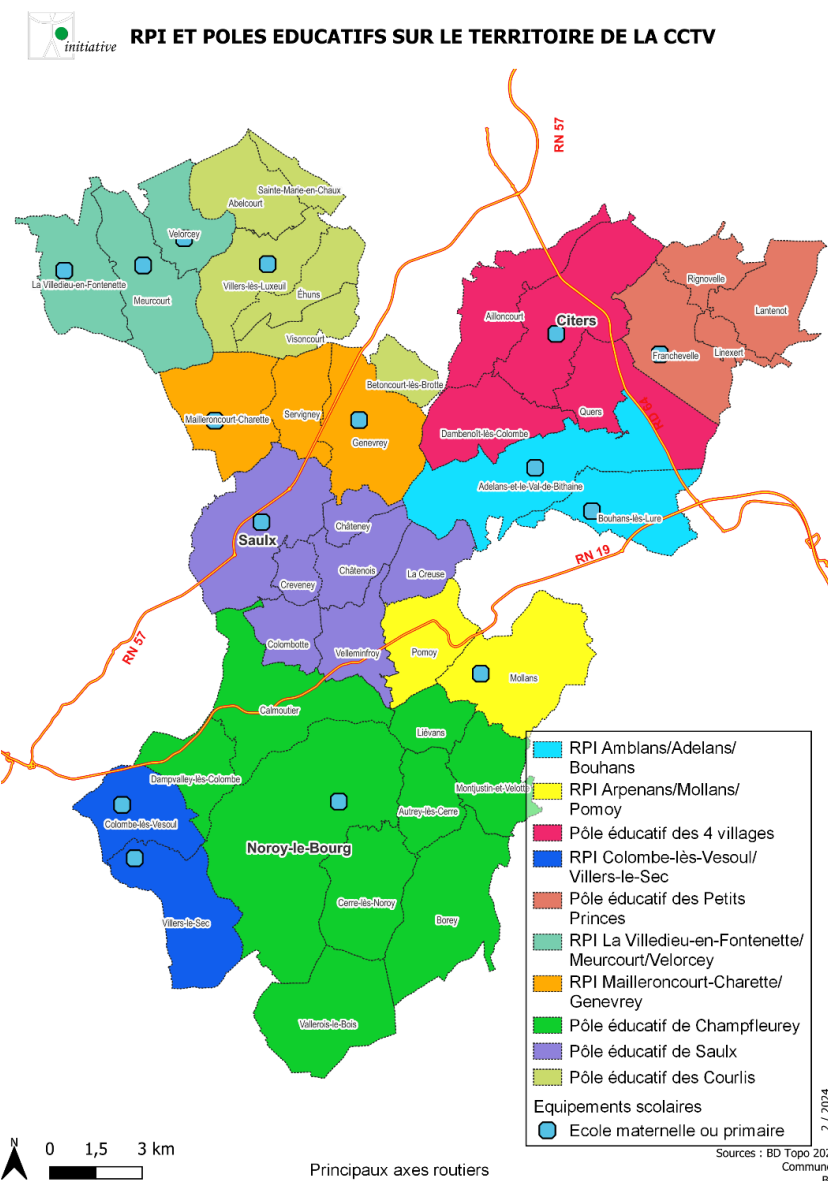 initiative
RPI ET POLES EDUCATIFS SUR LE TERRITOIRE DE LA CCTV
RN 57
Sainte-Marie-en-Chaux
Abelcourt
Velorcey
Rignovelle
La Villedieu-en-Fontenette
Villers-lès-Luxeuil
Meurcourt
Éhuns
Lantenot
Ailloncourt
Citers
Visoncourt
Linexert
Franchevelle
Betoncourt-lès-Brotte
Quers
RD 64
Mailleroncourt-Charette
Servigney
Genevrey
Dambenoît-lès-Colombe
Adelans-et-le-Val-de-Bithaine
Bouhans-lès-Lure
Châteney
Saulx
RN 19
Châtenois
La Creuse
Creveney
Colombotte
Velleminfroy
Pomoy
RN 57
Mollans
Calmoutier
Liévans
Dampvalley-lès-Colombe
Montjustin-et-Velotte
Autrey-lès-Cerre
Colombe-lès-Vesoul
Noroy-le-Bourg
Cerre-lès-Noroy
Borey
Villers-le-Sec
Vallerois-le-Bois
RPI Amblans/Adelans/
Bouhans
RPI Arpenans/Mollans/
Pomoy
Pôle éducatif des 4 villages
RPI Colombe-lès-Vesoul/
Villers-le-Sec
Pôle éducatif des Petits
Princes
RPI La Villedieu-en-Fontenette/
Meurcourt/Velorcey
RPI Mailleroncourt-Charette/
Genevrey
Pôle éducatif de Champfleurey
Pôle éducatif de Saulx
Pôle éducatif des Courlis
Equipements scolaires
Ecole maternelle ou primaire
2 / 2024
N
0 1,5 3 km
Principaux axes routiers
Sources : BD Topo 202
Commune